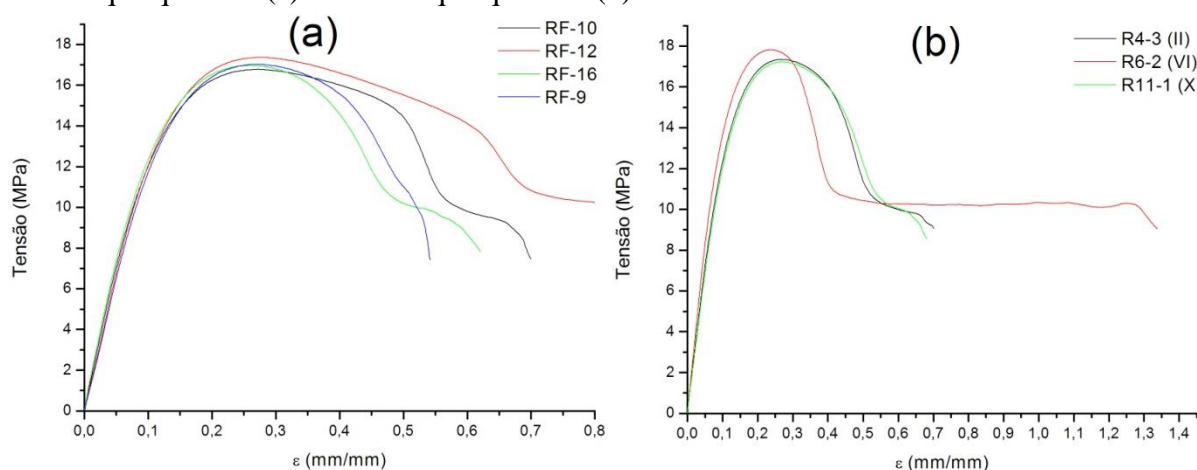 (a)
RF-10
RF-12
RF-16
RF-9
18
16
14
12
10
8
6
4
2
0
Tensão (MPa)
0,0 0,1 0,2 0,3 0,4 0,5 0,6 0,7 0,8
ε (mm/mm)
(b)
R4-3 (II)
R6-2 (VI)
R11-1 (X
18
16
14
12
10
8
6
4
2
0
Tensão (MPa)
0,0 0,1 0,2 0,3 0,4 0,5 0,6 0,7 0,8 0,9 1,0 1,1 1,2 1,3 1,4
ε (mm/mm)